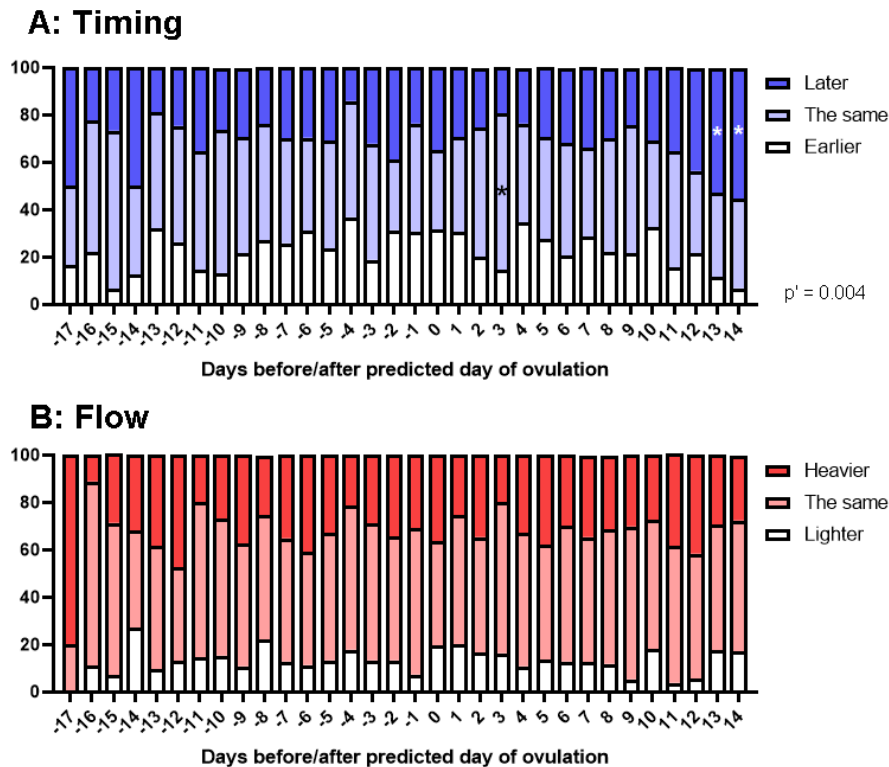 A: Timing
100
80
60
40
20
0
Later
The same
Earlier
*
*
*
p' = 0.004
-17 -16 -15 -14 -13 -12 -11 -10 -9 -8 -7 -6 -5 -4 -3 -2 -1 0 1 2 3 4 5 6 7 8 9 10 11 12 13 14
Days before/after predicted day of ovulation
B: Flow
100
80
60
40
20
0
Heavier
The same
Lighter
-17 -16 -15 -14 -13 -12 -11 -10 -9 -8 -7 -6 -5 -4 -3 -2 -1 0 1 2 3 4 5 6 7 8 9 10 11 12 13 14
Days before/after predicted day of ovulation